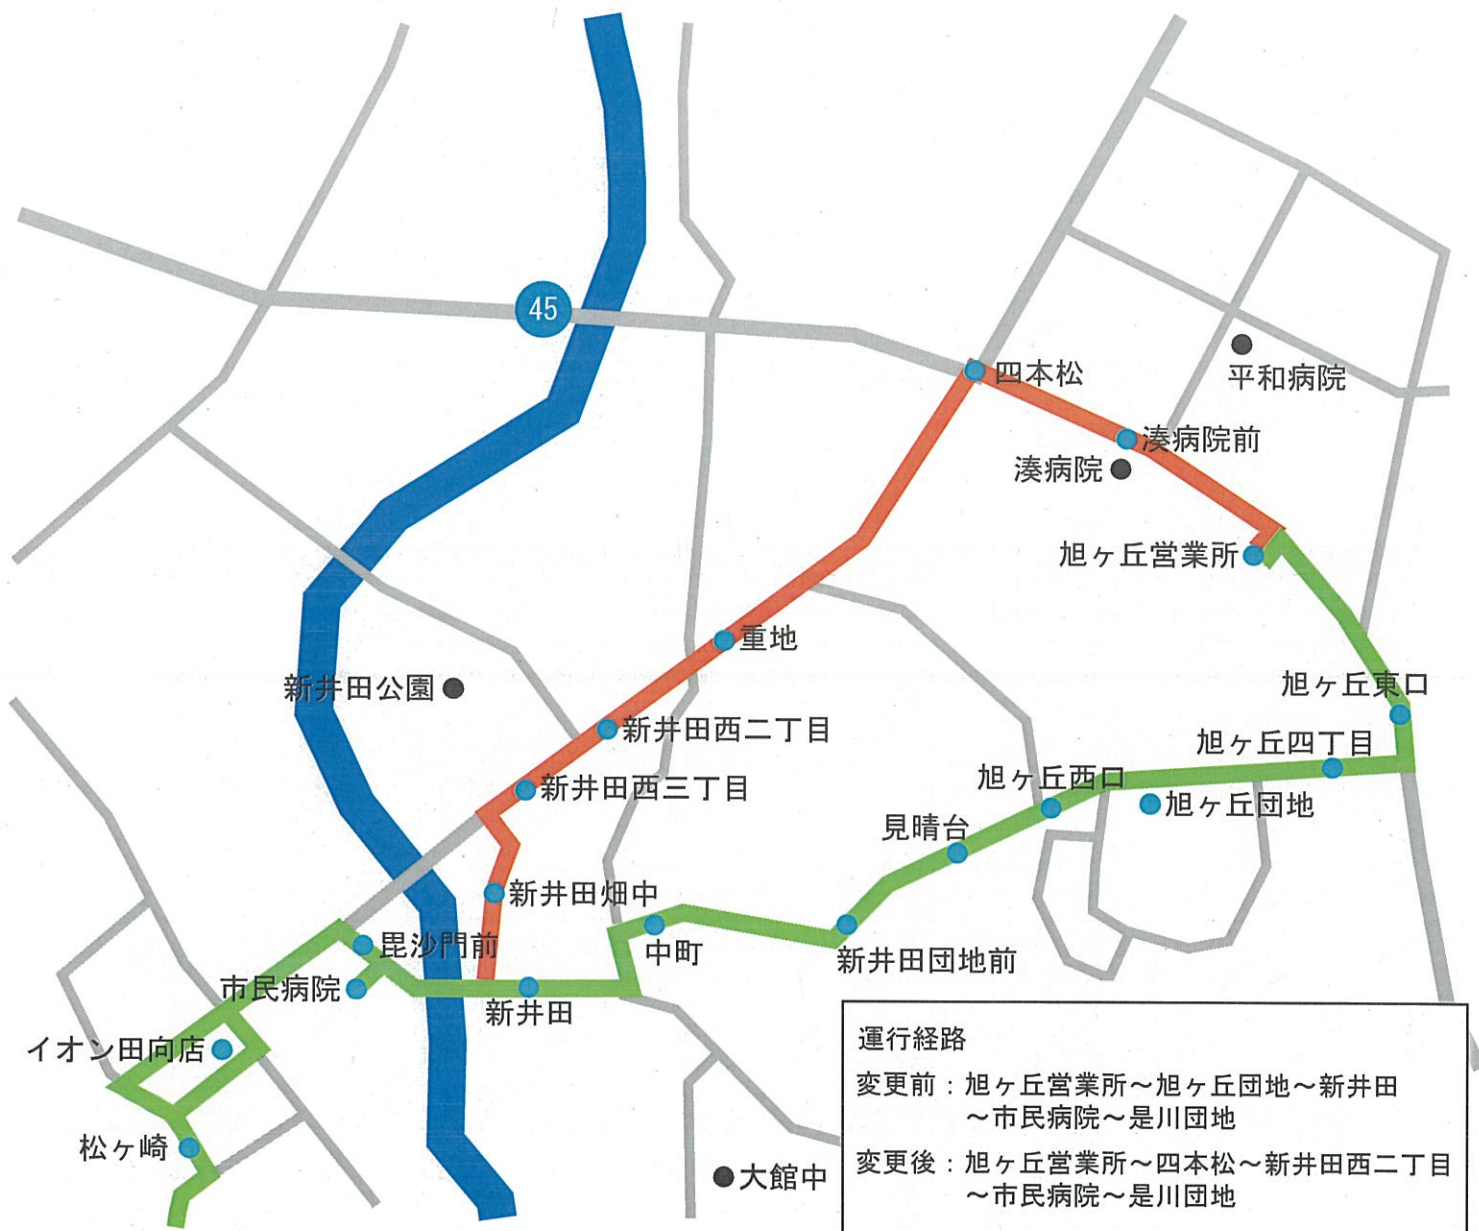 45
四本松
平和病院
湊病院前
湊病院
旭ヶ丘営業所
重地
新井田公園
旭ヶ丘東口
新井田西二丁目
旭ヶ丘四丁目
旭ヶ丘西口
新井田西三丁目
旭ヶ丘団地
見晴台
新井田畑中
毘沙門前
中町
新井田団地前
市民病院
新井田
イオン田向店
松ヶ崎
大館中
運行経路
変更前：旭ヶ丘営業所～旭ヶ丘団地～新井田
～市民病院～是川団地
変更後：旭ヶ丘営業所～四本松～新井田西二丁目
～市民病院～是川団地